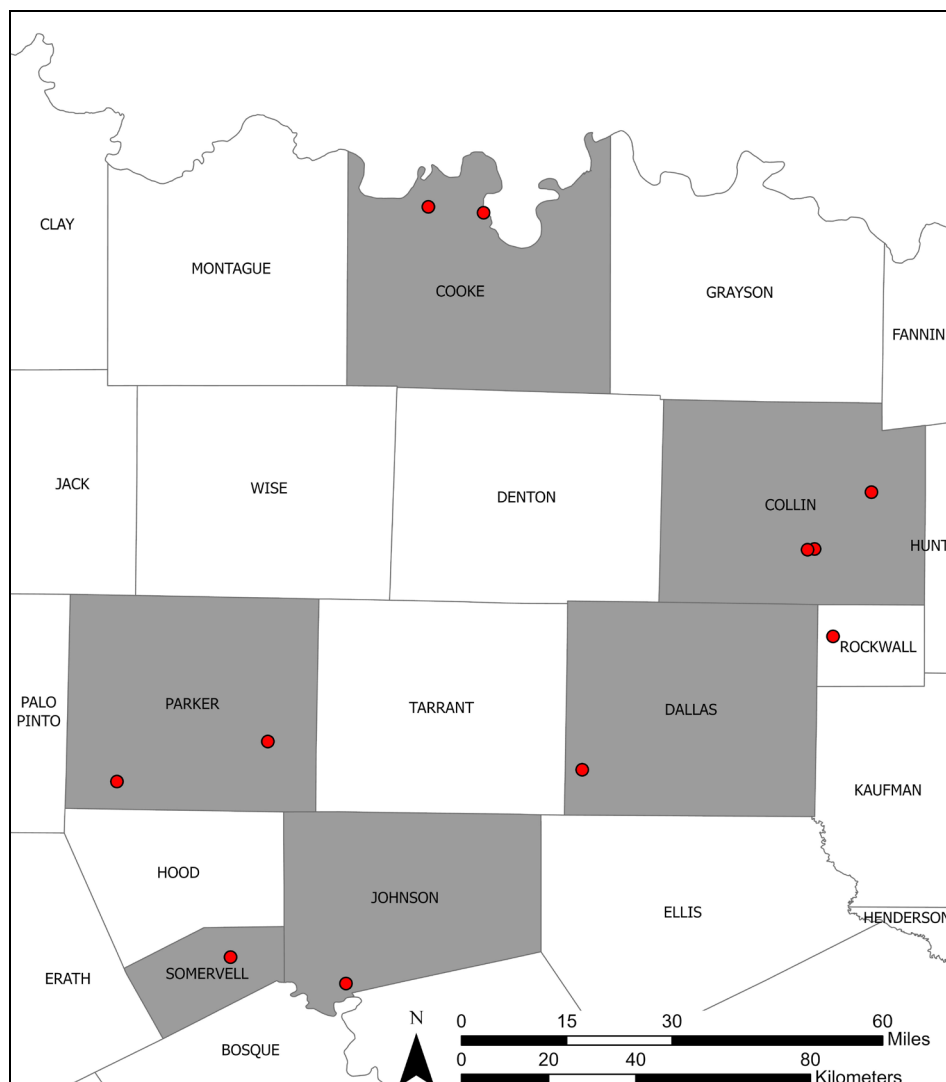 CLAY
MONTAGUE
COOKE
GRAYSON
FANNIN
JACK
WISE
DENTON
COLLIN
HUNT
ROCKWALL
PALO
PINTO
PARKER
TARRANT
DALLAS
KAUFMAN
HOOD
JOHNSON
ELLIS
HENDERSON
ERATH
SOMERVELL
BOSQUE
N
0 15 30 60
Miles
0 20 40 80
Kilometers